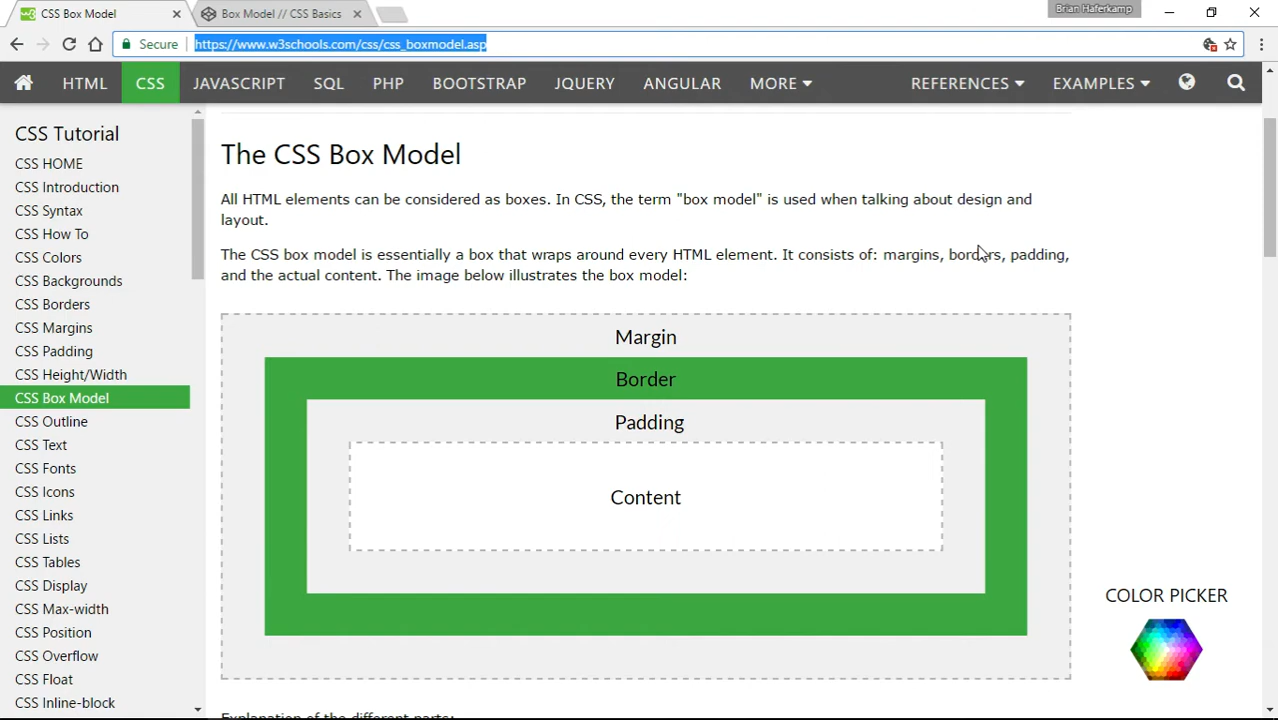 CSS Box Model
Box Model // CSS Basics
Brian Haferkamp
Secure
https://www.w3schools.com/css/css_boxmodel.asp
HTML
CSS
JAVASCRIPT
SQL
PHP
BOOTSTRAP
JQUERY
ANGULAR
MORE
REFERENCES
EXAMPLES
CSS Tutorial
CSS HOME
CSS Introduction
CSS Syntax
CSS How To
CSS Colors
CSS Backgrounds
CSS Borders
CSS Margins
CSS Padding
CSS Height/Width
CSS Box Model
CSS Outline
CSS Text
CSS Fonts
CSS Icons
CSS Links
CSS Lists
CSS Tables
CSS Display
CSS Max-width
CSS Position
CSS Overflow
CSS Float
CSS Inline-block
The CSS Box Model
All HTML elements can be considered as boxes. In CSS, the term "box model" is used when talking about design and
layout.
The CSS box model is essentially a box that wraps around every HTML element. It consists of: margins, borders, padding,
and the actual content. The image below illustrates the box model:
Margin
Border
Padding
Content
COLOR PICKER
Explanation of the different parts: